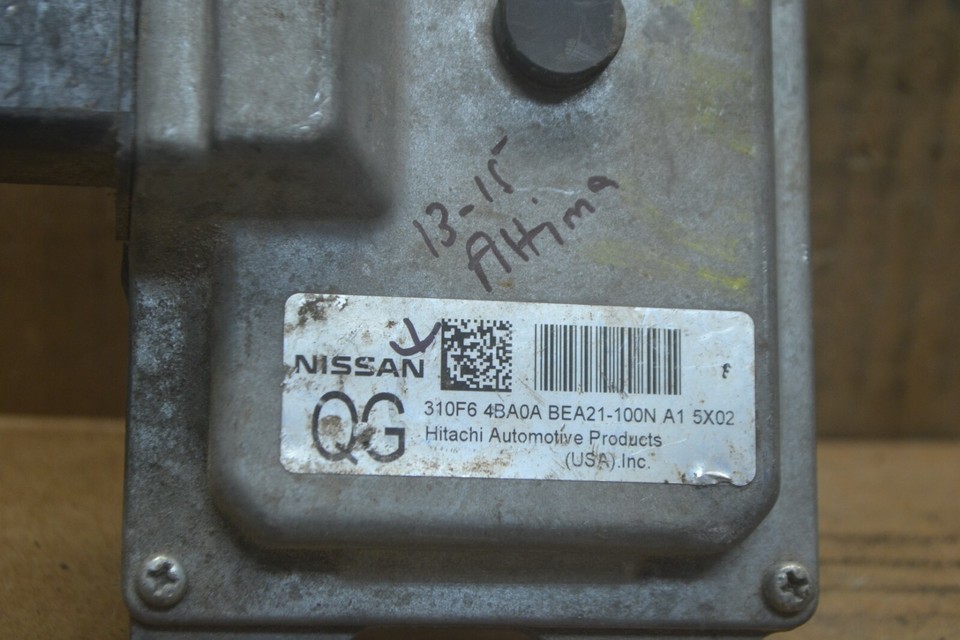 13-15
Altima
NISSAN
QG
310F6 4BA0A BEA21-100N A1 5X02
Hitachi Automotive Products
(USA).Inc.